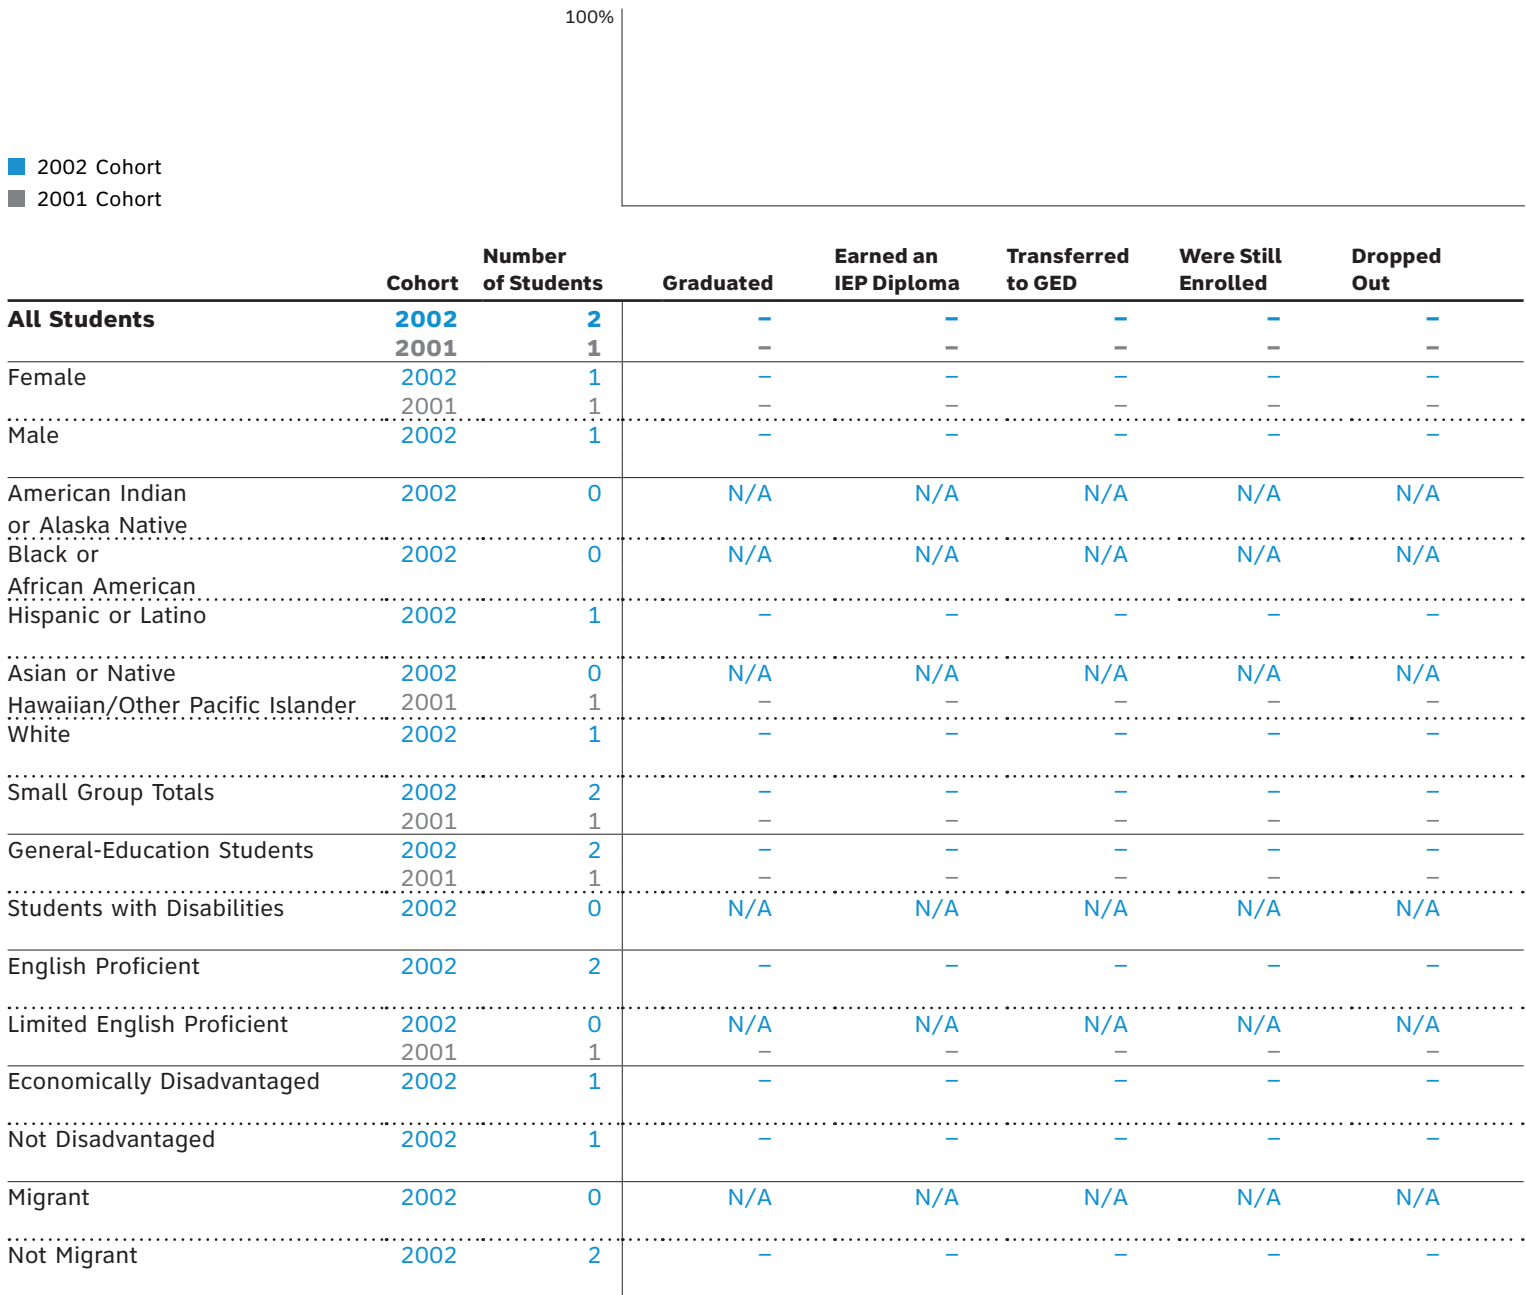 100%
2002 Cohort
2001 Cohort
Cohort Number of Students Graduated Earned an IEP Diploma Transferred to GED Were Still Enrolled Dropped Out
All Students 2002 2 – – – – –
2001 1 – – – – –
Female 2002 1 – – – – –
2001 1 – – – – –
Male 2002 1 – – – – –
American Indian 2002 0 N/A N/A N/A N/A N/A
or Alaska Native
Black or 2002 0 N/A N/A N/A N/A N/A
African American
Hispanic or Latino 2002 1 – – – – –
Asian or Native 2002 0 N/A N/A N/A N/A N/A
Hawaiian/Other Pacific Islander 2001 1 – – – – –
White 2002 1 – – – – –
Small Group Totals 2002 2 – – – – –
2001 1 – – – – –
General-Education Students 2002 2 – – – – –
2001 1 – – – – –
Students with Disabilities 2002 0 N/A N/A N/A N/A N/A
English Proficient 2002 2 – – – – –
Limited English Proficient 2002 0 N/A N/A N/A N/A N/A
2001 1 – – – – –
Economically Disadvantaged 2002 1 – – – – –
Not Disadvantaged 2002 1 – – – – –
Migrant 2002 0 N/A N/A N/A N/A N/A
Not Migrant 2002 2 – – – – –